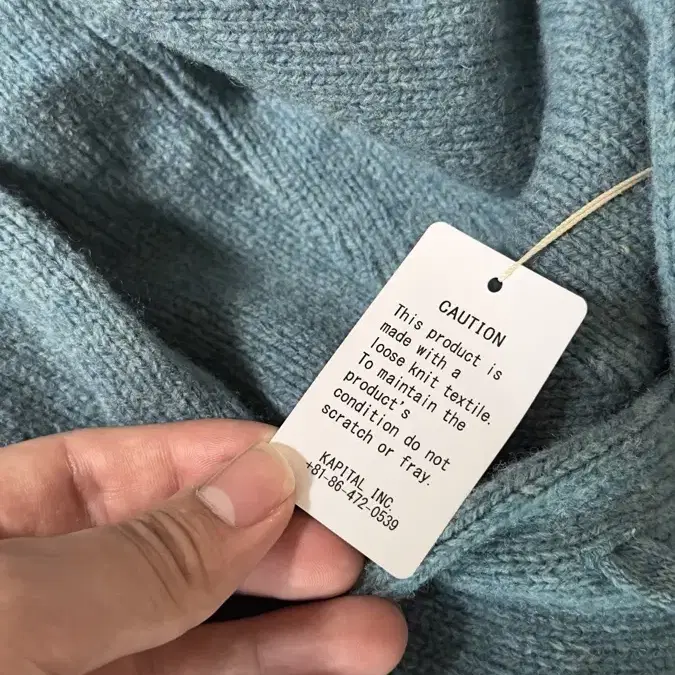 CAUTION
This product is
made with a
loose knit textile.
To maintain the
product's
condition do not
scratch or fray.
KAPITAL INC.
+81-86-472-0539